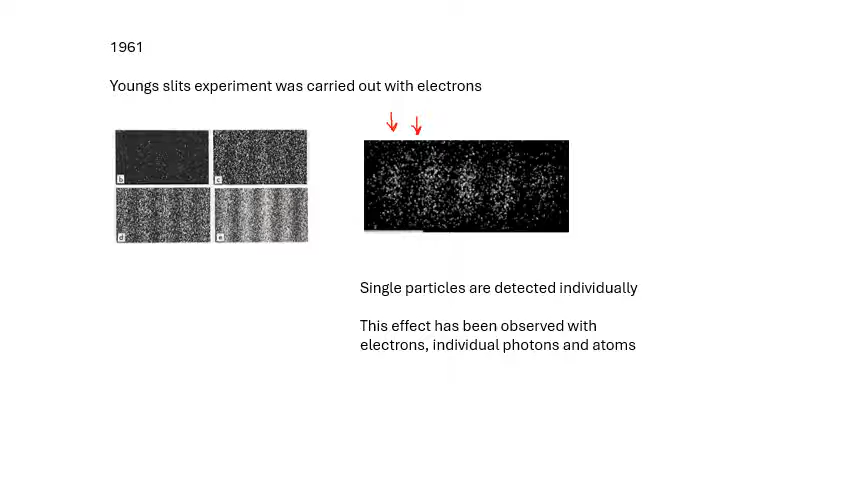 1961
Youngs slits experiment was carried out with electrons
b
c
d
e
Single particles are detected individually
This effect has been observed with
electrons, individual photons and atoms